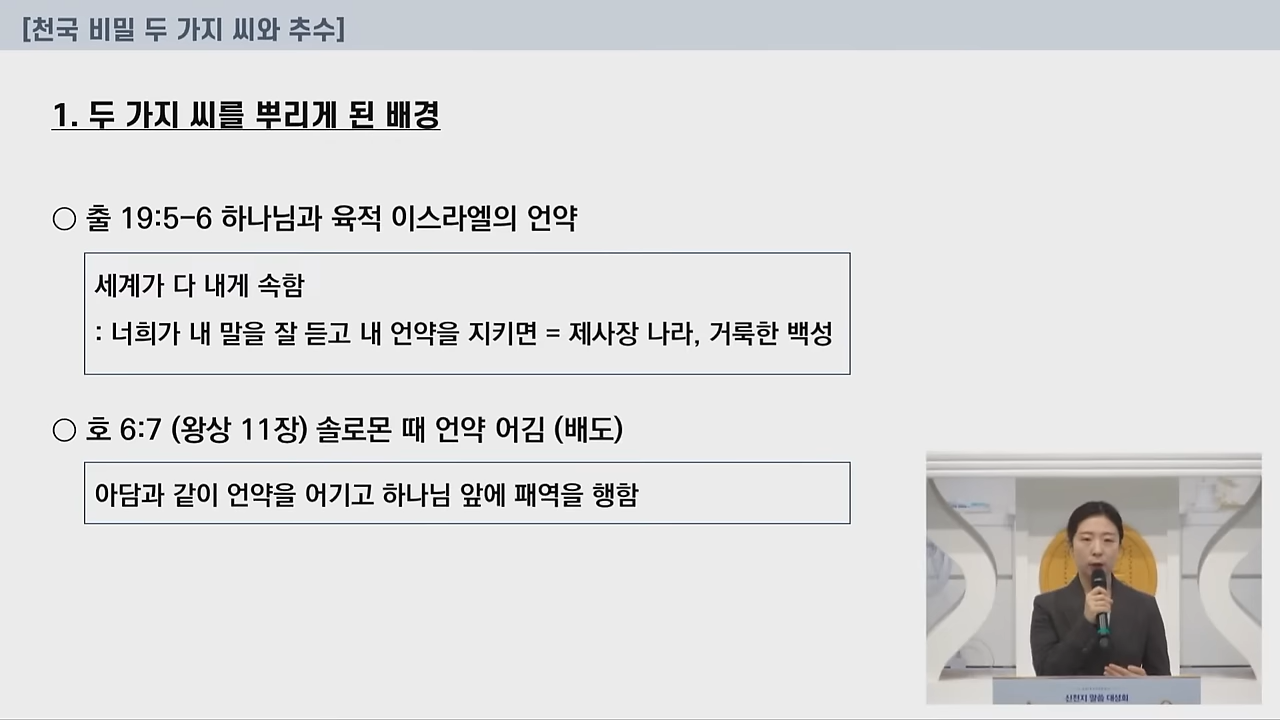 [천국 비밀 두 가지 씨와 추수]
1. 두 가지 씨를 뿌리게 된 배경
○ 출 19:5-6 하나님과 육적 이스라엘의 언약
세계가 다 내게 속함
: 너희가 내 말을 잘 듣고 내 언약을 지키면 = 제사장 나라, 거룩한 백성
○ 호 6:7 (왕상 11장) 솔로몬 때 언약 어김 (배도)
아담과 같이 언약을 어기고 하나님 앞에 패역을 행함
신천지 말씀 대성회